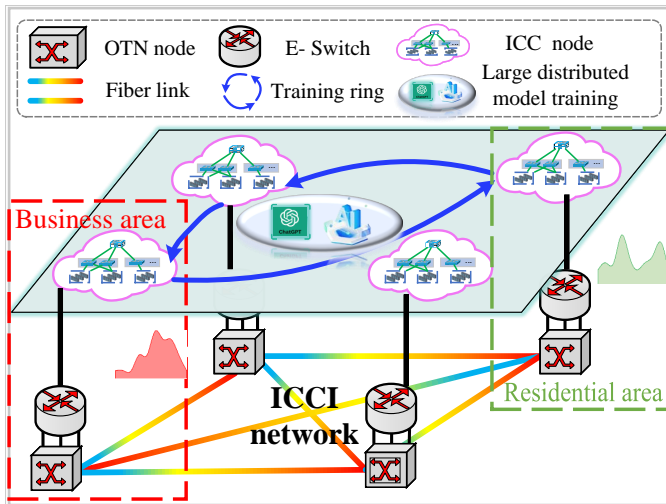 OTN node
E- Switch
ICC node
Fiber link
Training ring
Large distributed
model training
Business area
ChatGPT
AI
Residential area
ICCI
network